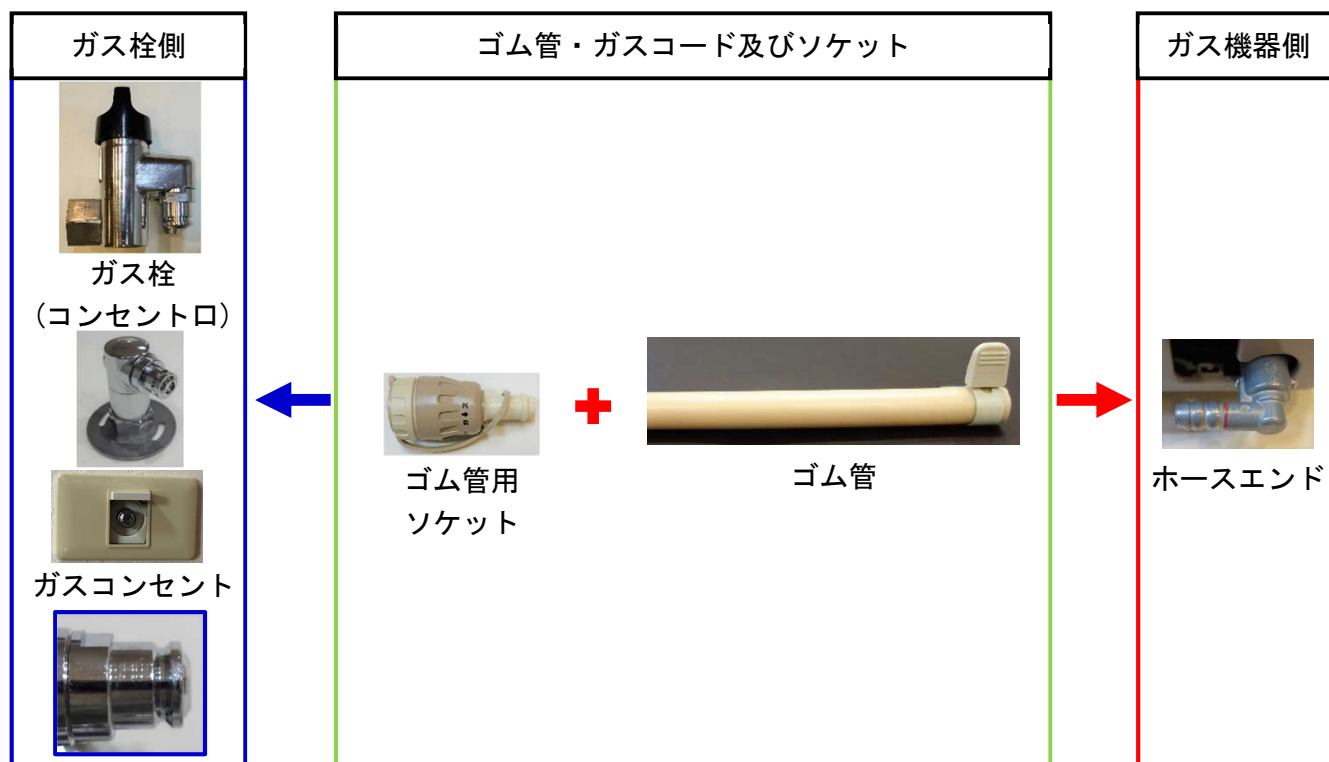 ガス栓側
ゴム管・ガスコード及びソケット
ガス機器側
ガス栓
(コンセント口)
ガスコンセント
ゴム管用
ソケット
ゴム管
ホースエンド